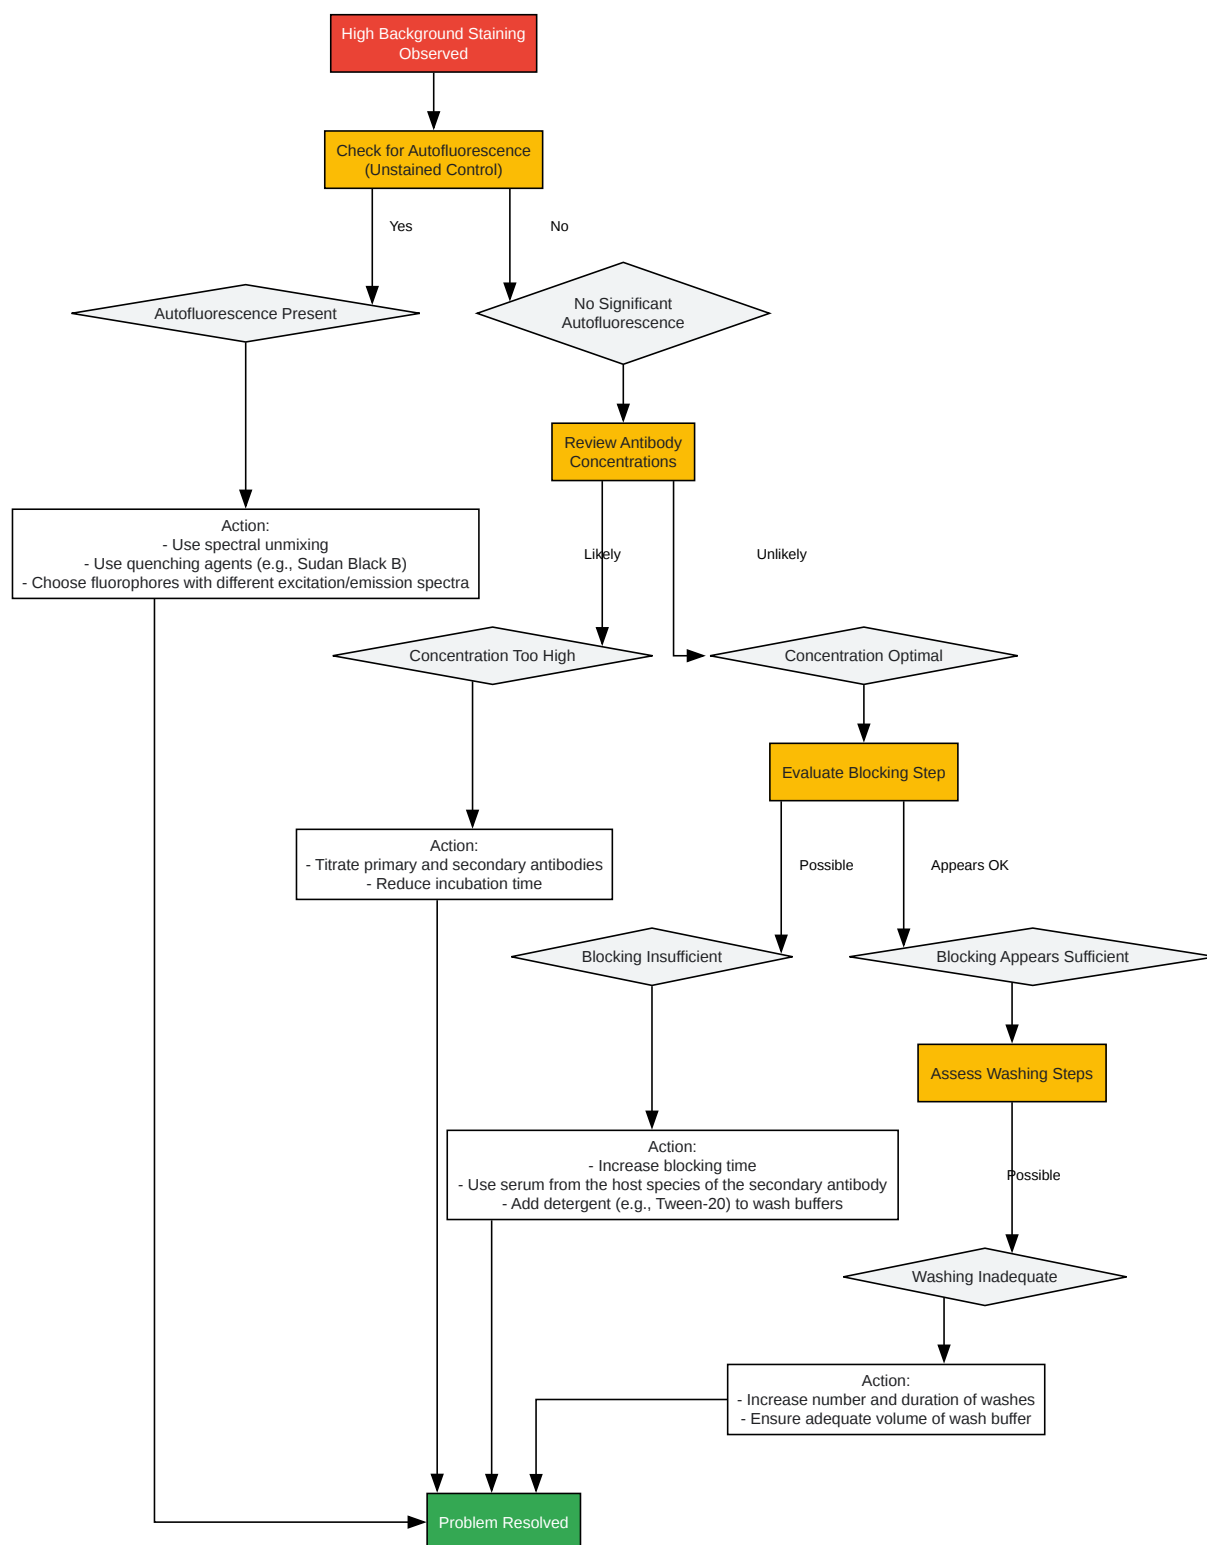 High Background Staining
Observed
Check for Autofluorescence
(Unstained Control)
Yes
No
Autofluorescence Present
No Significant
Autofluorescence
Review Antibody
Concentrations
Action:
- Use spectral unmixing
- Use quenching agents (e.g., Sudan Black B)
- Choose fluorophores with different excitation/emission spectra
Likely
Unlikely
Concentration Too High
Concentration Optimal
Evaluate Blocking Step
Action:
- Titrate primary and secondary antibodies
- Reduce incubation time
Possible
Appears OK
Blocking Insufficient
Blocking Appears Sufficient
Assess Washing Steps
Action:
- Increase blocking time
- Use serum from the host species of the secondary antibody
- Add detergent (e.g., Tween-20) to wash buffers
Possible
Washing Inadequate
Action:
- Increase number and duration of washes
- Ensure adequate volume of wash buffer
Problem Resolved